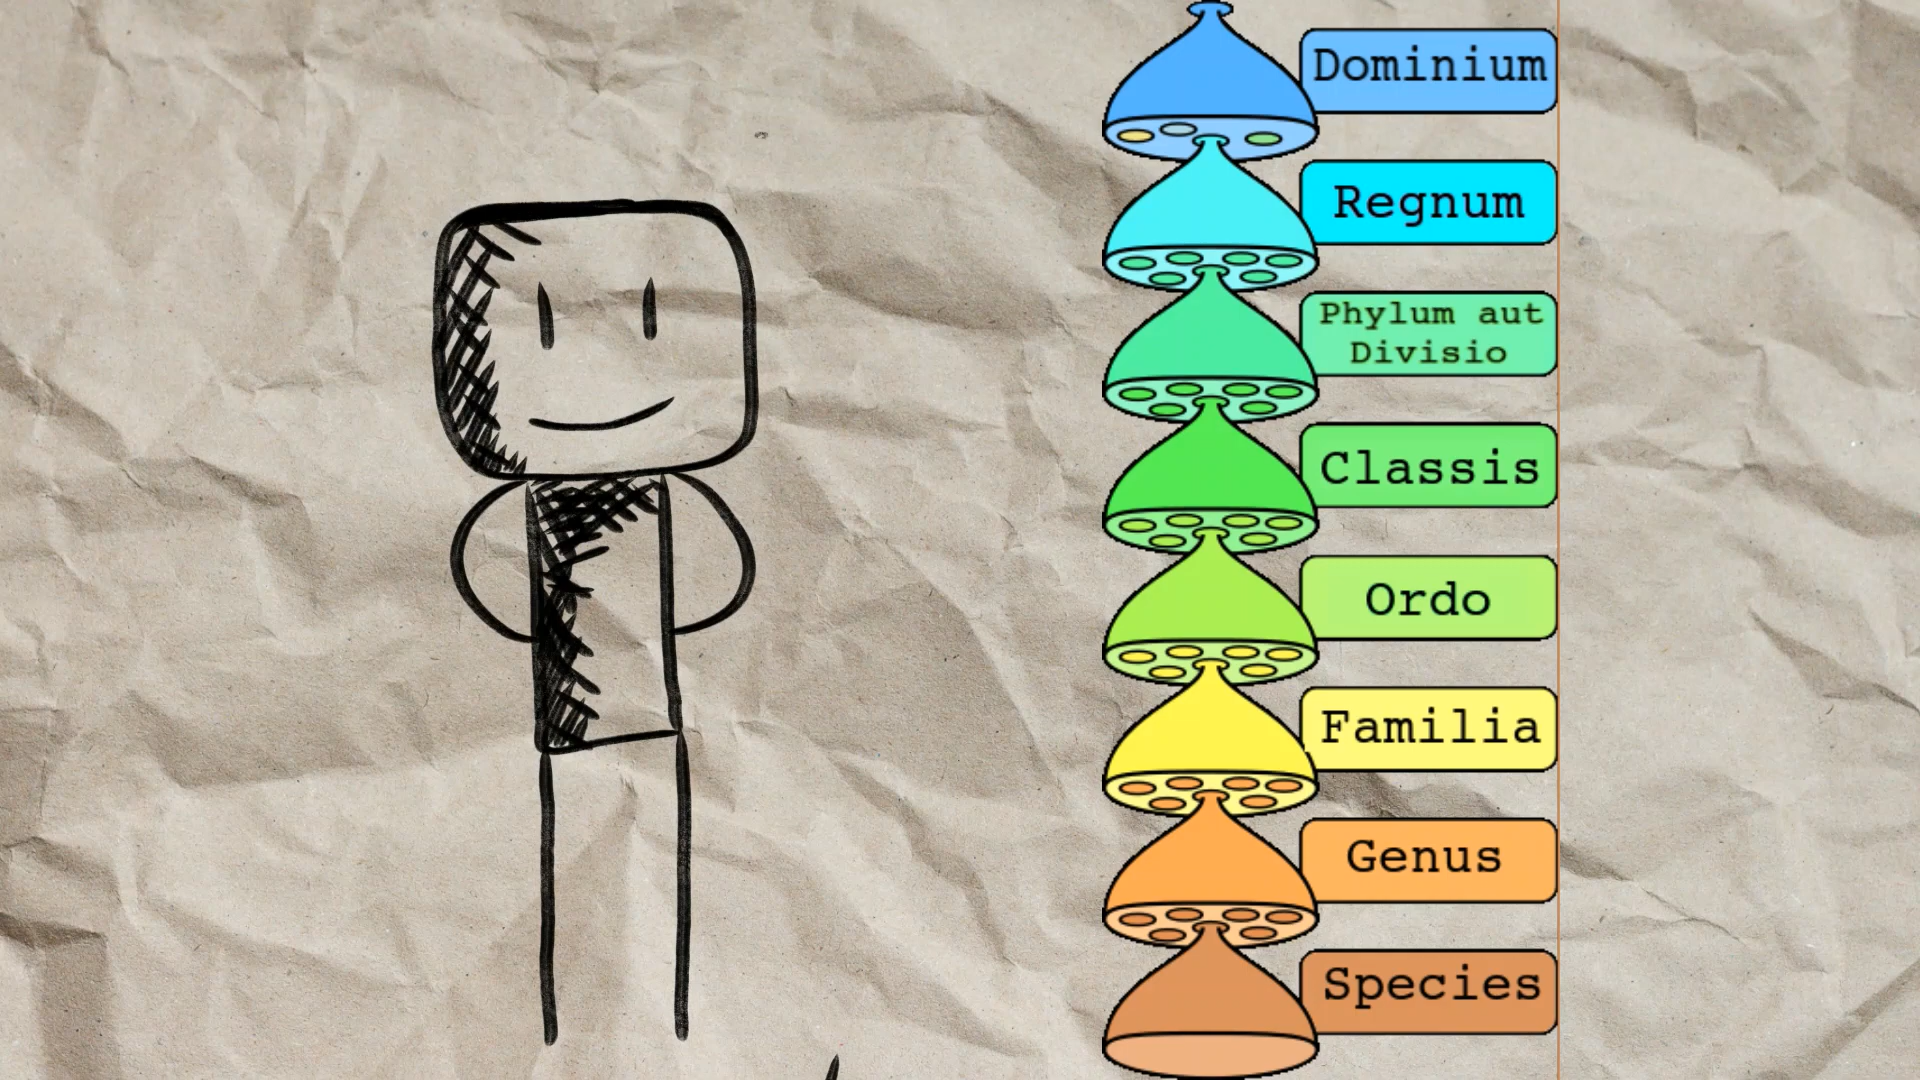 Dominium
Regnum
Phylum aut
Divisio
Classis
Ordo
Familia
Genus
Species